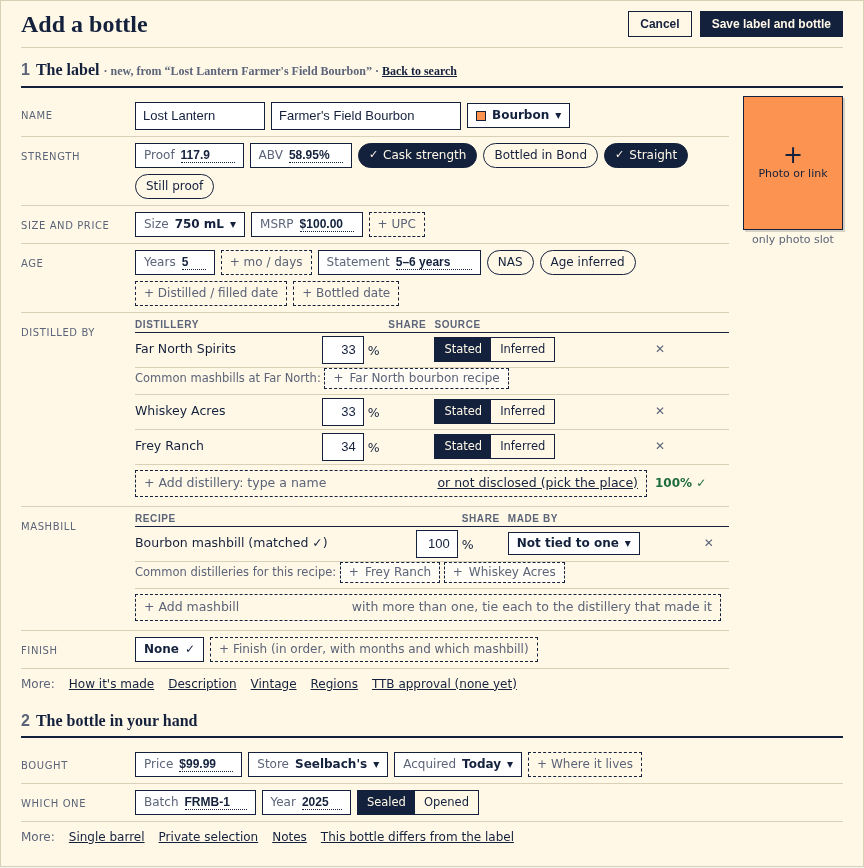 Add a bottle
Cancel
Save label and bottle
1 The label · new, from “Lost Lantern Farmer's Field Bourbon” · Back to search
NAME
Lost Lantern
Farmer's Field Bourbon
Bourbon ▾
STRENGTH
Proof 117.9
ABV 58.95%
✓ Cask strength
Bottled in Bond
✓ Straight
Still proof
+
Photo or link
only photo slot
SIZE AND PRICE
Size 750 mL ▾
MSRP $100.00
+ UPC
AGE
Years 5
+ mo / days
Statement 5–6 years
NAS
Age inferred
+ Distilled / filled date
+ Bottled date
DISTILLED BY
DISTILLERY SHARE SOURCE
Far North Spirits 33 % Stated Inferred ×
Common mashbills at Far North: + Far North bourbon recipe
Whiskey Acres 33 % Stated Inferred ×
Frey Ranch 34 % Stated Inferred ×
+ Add distillery: type a name or not disclosed (pick the place) 100% ✓
MASHBILL
RECIPE SHARE MADE BY
Bourbon mashbill (matched ✓) 100 % Not tied to one ▾ ×
Common distilleries for this recipe: + Frey Ranch + Whiskey Acres
+ Add mashbill with more than one, tie each to the distillery that made it
FINISH
None ✓
+ Finish (in order, with months and which mashbill)
More: How it's made Description Vintage Regions TTB approval (none yet)
2 The bottle in your hand
BOUGHT
Price $99.99
Store Seelbach's ▾
Acquired Today ▾
+ Where it lives
WHICH ONE
Batch FRMB-1
Year 2025
Sealed Opened
More: Single barrel Private selection Notes This bottle differs from the label